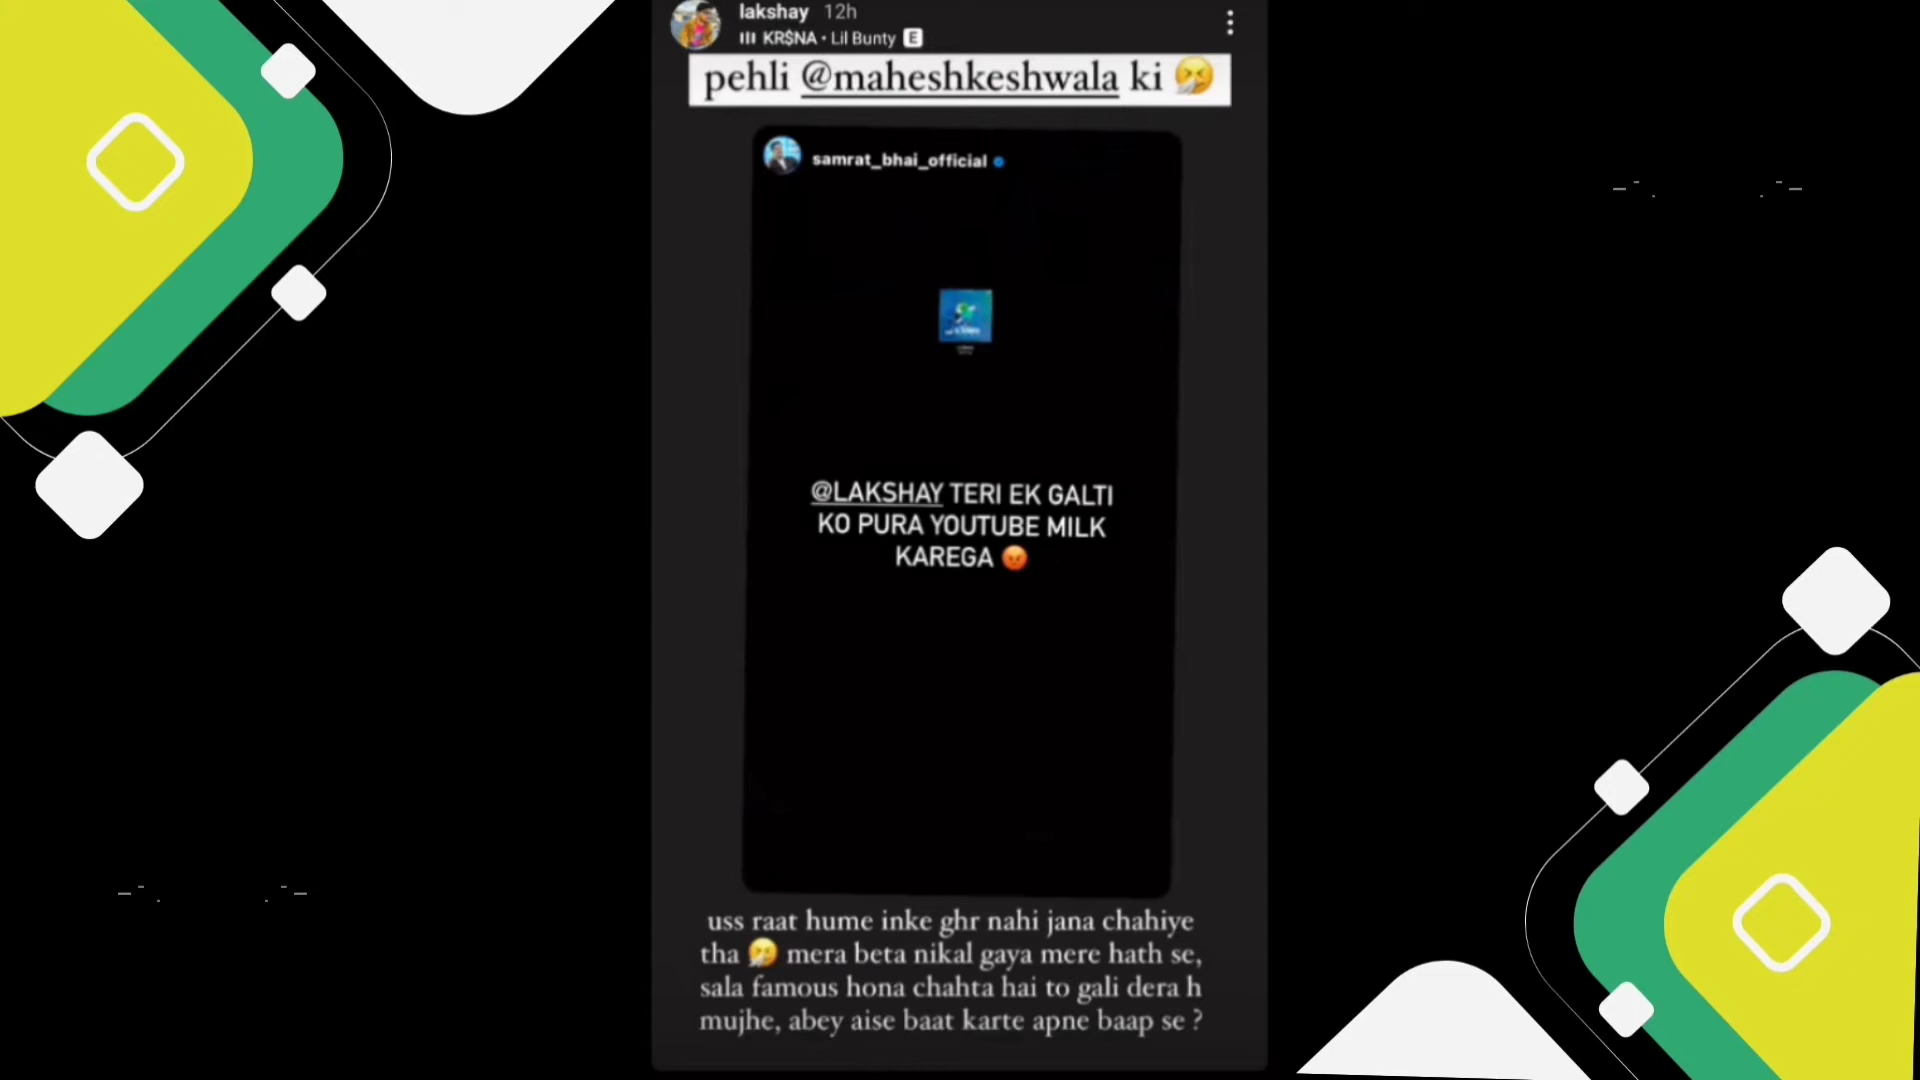 lakshay 12h
KR$NA • Lil Bunty E
pehli @maheshkeshwala ki 🤧
samrat_bhai_official
@LAKSHAY TERI EK GALTI
KO PURA YOUTUBE MILK
KAREGA 😡
uss raat hume inke ghr nahi jana chahiye
tha 🤧 mera beta nikal gaya mere hath se,
sala famous hona chahta hai to gali dera h
mujhe, abey aise baat karte apne baap se ?